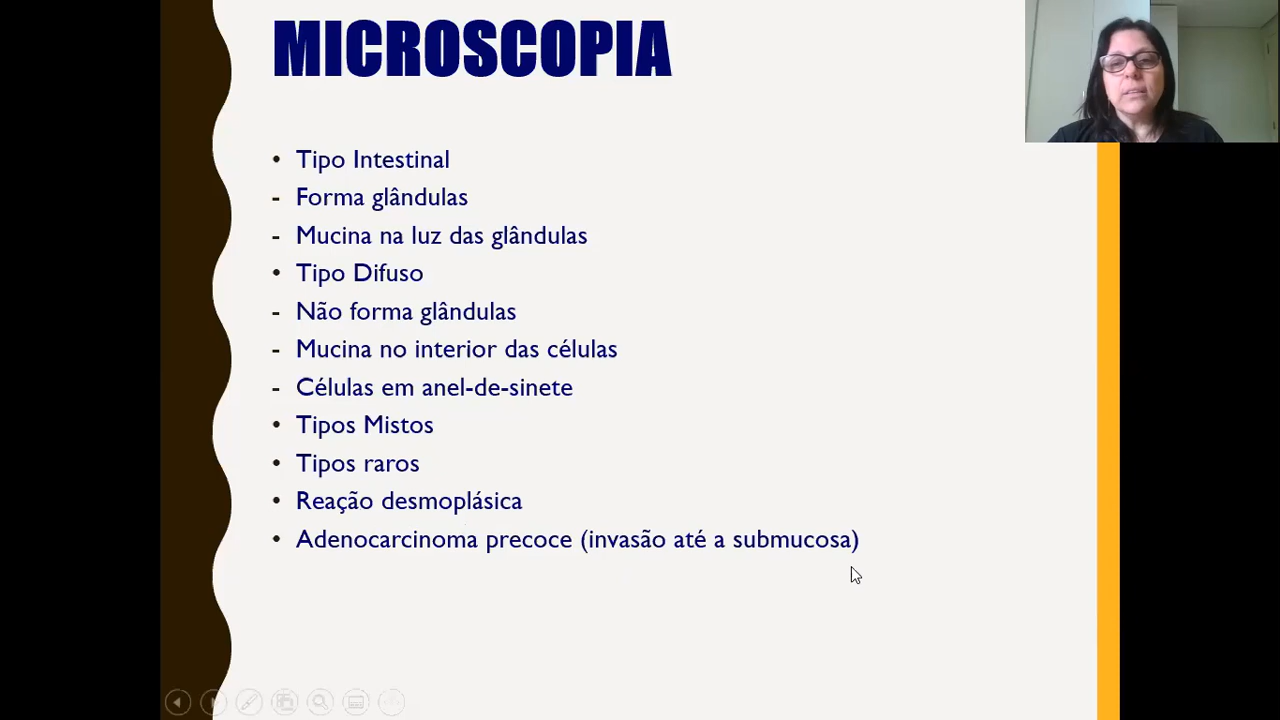 MICROSCOPIA
• Tipo Intestinal
- Forma glândulas
- Mucina na luz das glândulas
• Tipo Difuso
- Não forma glândulas
- Mucina no interior das células
- Células em anel-de-sinete
• Tipos Mistos
• Tipos raros
• Reação desmoplásica
• Adenocarcinoma precoce (invasão até a submucosa)